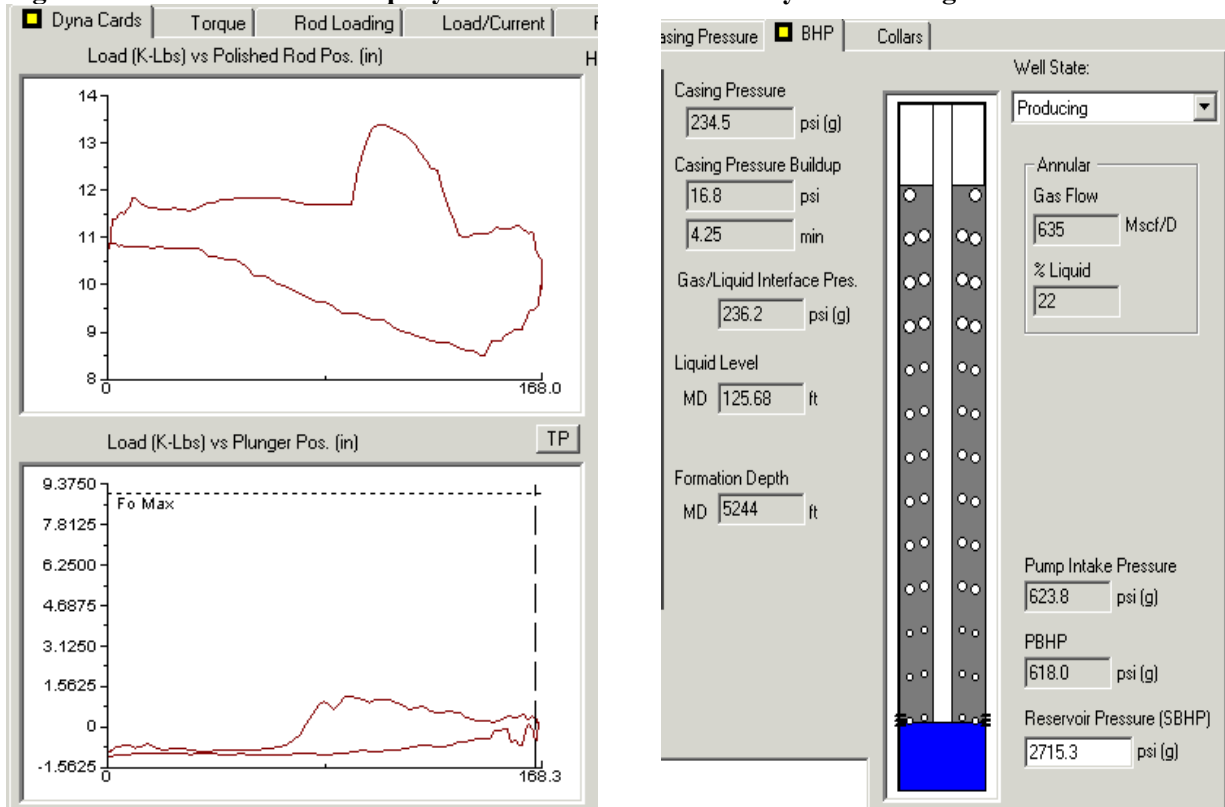 Dyna Cards
Torque
Rod Loading
Load/Current
Load (K-Lbs) vs Polished Rod Pos. (in)
H
14
13
12
11
10
9
8
0
168.0
Load (K-Lbs) vs Plunger Pos. (in)
TP
9.3750
Fo Max
7.8125
6.2500
4.6875
3.1250
1.5625
0
-1.5625
0
168.3
asing Pressure
BHP
Collars
Well State:
Producing
Casing Pressure
234.5 psi (g)
Casing Pressure Buildup
16.8 psi
4.25 min
Gas/Liquid Interface Pres.
236.2 psi (g)
Liquid Level
MD 125.68 ft
Formation Depth
MD 5244 ft
Annular
Gas Flow
635 Mscf/D
% Liquid
22
Pump Intake Pressure
623.8 psi (g)
PBHP
618.0 psi (g)
Reservoir Pressure (SBHP)
2715.3 psi (g)